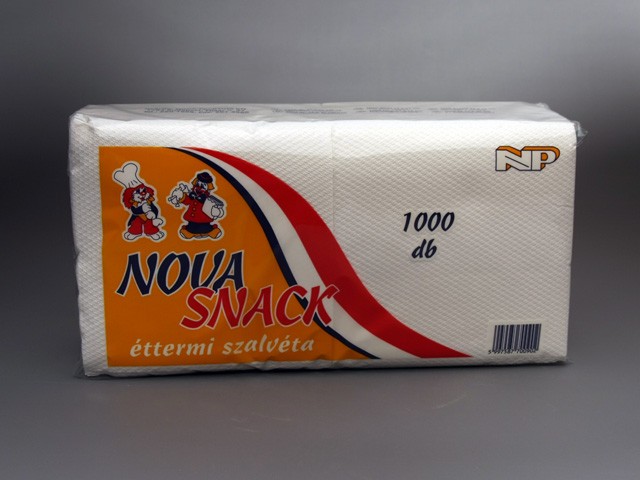 NP
1000
db
NOVA
SNACK
éttermi szalvéta